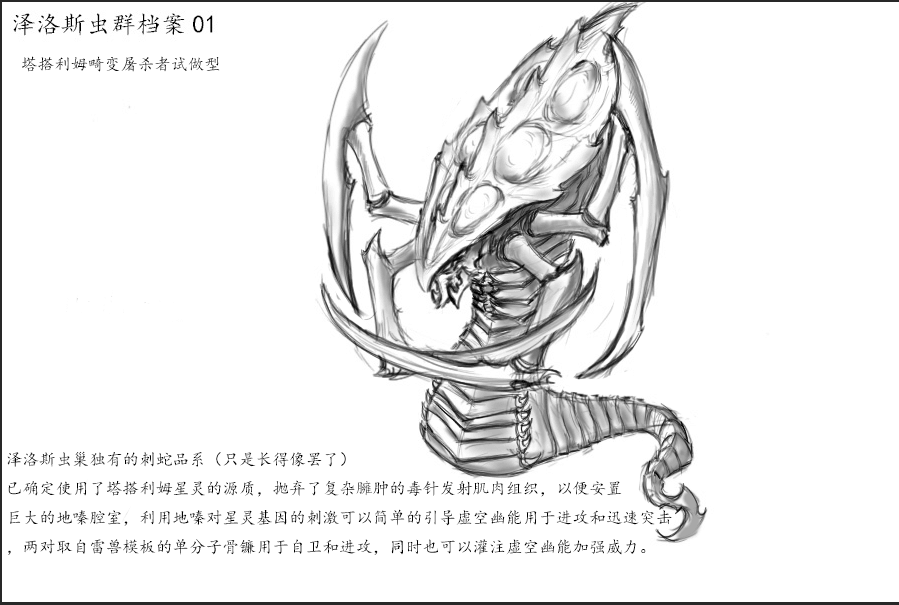 泽洛斯虫群档案 01
塔搭利姆畸变屠杀者试做型
泽洛斯虫巢独有的刺蛇品系（只是长得像罢了）
已确定使用了塔搭利姆星灵的源质，抛弃了复杂臃肿的毒针发射肌肉组织，以便安置
巨大的地嗪腔室，利用地嗪对星灵基因的刺激可以简单的引导虚空幽能用于进攻和迅速突击
，两对取自雷兽模板的单分子骨镰用于自卫和进攻，同时也可以灌注虚空幽能加强威力。